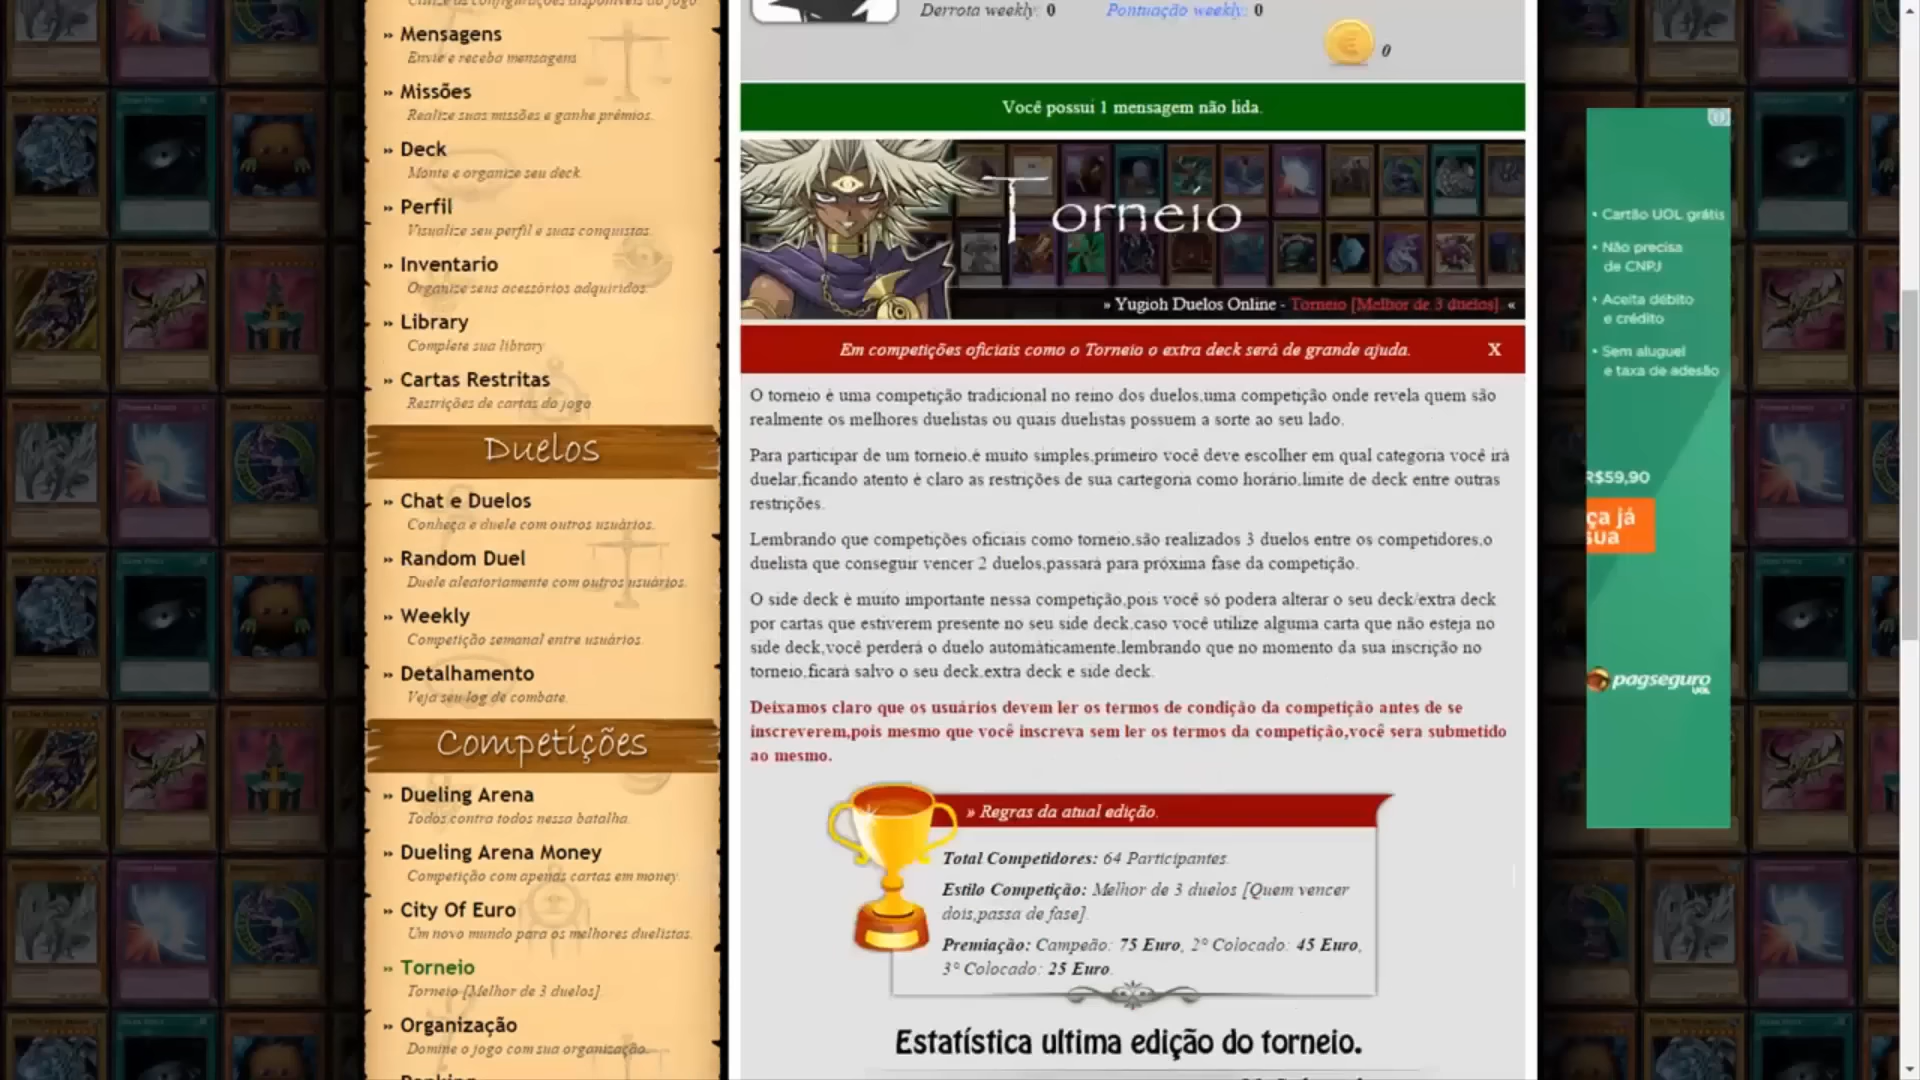 Utilize as configurações disponíveis do jogo.
» Mensagens
Envie e receba mensagens
» Missões
Realize suas missões e ganhe prêmios.
» Deck
Monte e organize seu deck.
» Perfil
Visualize seu perfil e suas conquistas.
» Inventario
Organize seus acessórios adquiridos.
» Library
Complete sua library
» Cartas Restritas
Restrições de cartas do jogo
Duelos
» Chat e Duelos
Conheça e duele com outros usuários.
» Random Duel
Duele aleatoriamente com outros usuários.
» Weekly
Competição semanal entre usuários.
» Detalhamento
Veja seu log de combate.
Competições
» Dueling Arena
Todos contra todos nessa batalha.
» Dueling Arena Money
Competição com apenas cartas em money.
» City Of Euro
Um novo mundo para os melhores duelistas.
» Torneio
Torneio [Melhor de 3 duelos]
» Organização
Domine o jogo com sua organização.
Derrota weekly: 0 Pontuação weekly: 0
0
Você possui 1 mensagem não lida.
Torneio
» Yugioh Duelos Online - Torneio [Melhor de 3 duelos]. «
Em competições oficiais como o Torneio o extra deck será de grande ajuda. X
O torneio é uma competição tradicional no reino dos duelos,uma competição onde revela quem são
realmente os melhores duelistas ou quais duelistas possuem a sorte ao seu lado.
Para participar de um torneio,é muito simples,primeiro você deve escolher em qual categoria você irá
duelar,ficando atento é claro as restrições de sua cartegoria como horário,limite de deck entre outras
restrições.
Lembrando que competições oficiais como torneio,são realizados 3 duelos entre os competidores,o
duelista que conseguir vencer 2 duelos,passará para próxima fase da competição.
O side deck é muito importante nessa competição,pois você só podera alterar o seu deck/extra deck
por cartas que estiverem presente no seu side deck,caso você utilize alguma carta que não esteja no
side deck,você perderá o duelo automàticamente,lembrando que no momento da sua inscrição no
torneio,ficará salvo o seu deck,extra deck e side deck.
Deixamos claro que os usuários devem ler os termos de condição da competição antes de se
inscreverem,pois mesmo que você inscreva sem ler os termos da competição,você sera submetido
ao mesmo.
» Regras da atual edição.
Total Competidores: 64 Participantes.
Estilo Competição: Melhor de 3 duelos [Quem vencer
dois,passa de fase].
Premiação: Campeão: 75 Euro, 2º Colocado: 45 Euro,
3º Colocado: 25 Euro.
Estatística ultima edição do torneio.
• Cartão UOL grátis
• Não precisa
de CNPJ
• Aceita débito
e crédito
• Sem aluguel
e taxa de adesão
R$59,90
ça já
sua
pagseguro
UOL